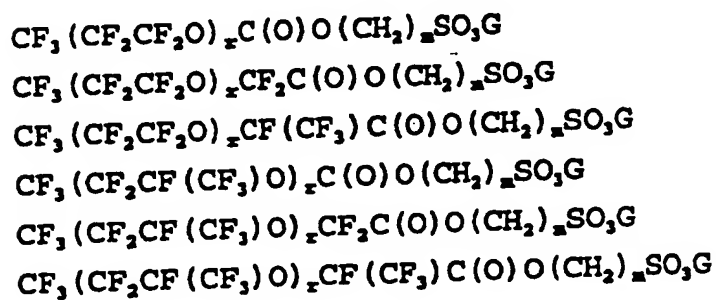 CF₃(CF₂CF₂O)ₓC(O)O(CH₂)ₘSO₃G
CF₃(CF₂CF₂O)ₓCF₂C(O)O(CH₂)ₘSO₃G
CF₃(CF₂CF₂O)ₓCF(CF₃)C(O)O(CH₂)ₘSO₃G
CF₃(CF₂CF(CF₃)O)ₓC(O)O(CH₂)ₘSO₃G
CF₃(CF₂CF(CF₃)O)ₓCF₂C(O)O(CH₂)ₘSO₃G
CF₃(CF₂CF(CF₃)O)ₓCF(CF₃)C(O)O(CH₂)ₘSO₃G